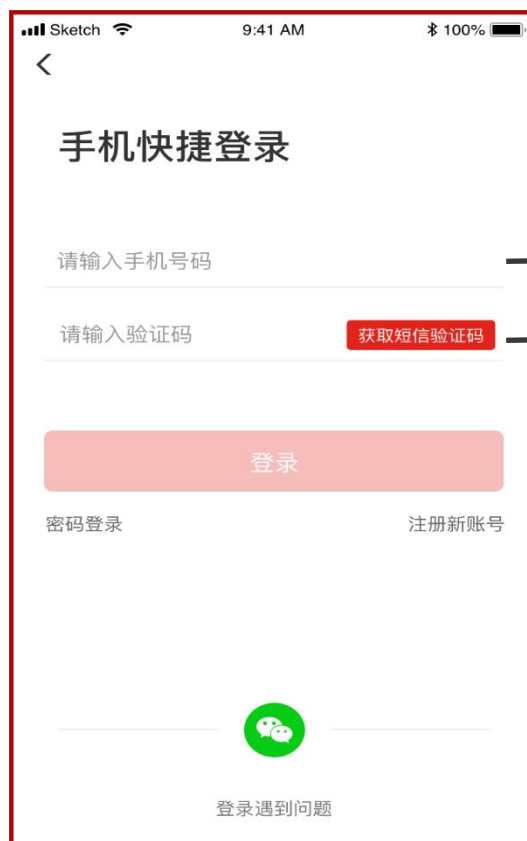 Sketch 9:41 AM 100%
手机快捷登录
请输入手机号码
请输入验证码 获取短信验证码
登录
密码登录 注册新账号
登录遇到问题